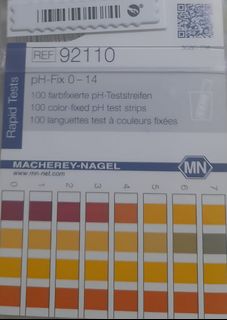 REF 92110
Rapid Tests
pH-Fix 0–14
100 farbfixierte pH-Teststreifen
100 color-fixed pH test strips
100 languettes test à couleurs fixées
MACHEREY-NAGEL
www.mn-net.com
MN
0 1 2 3 4 5 6 7